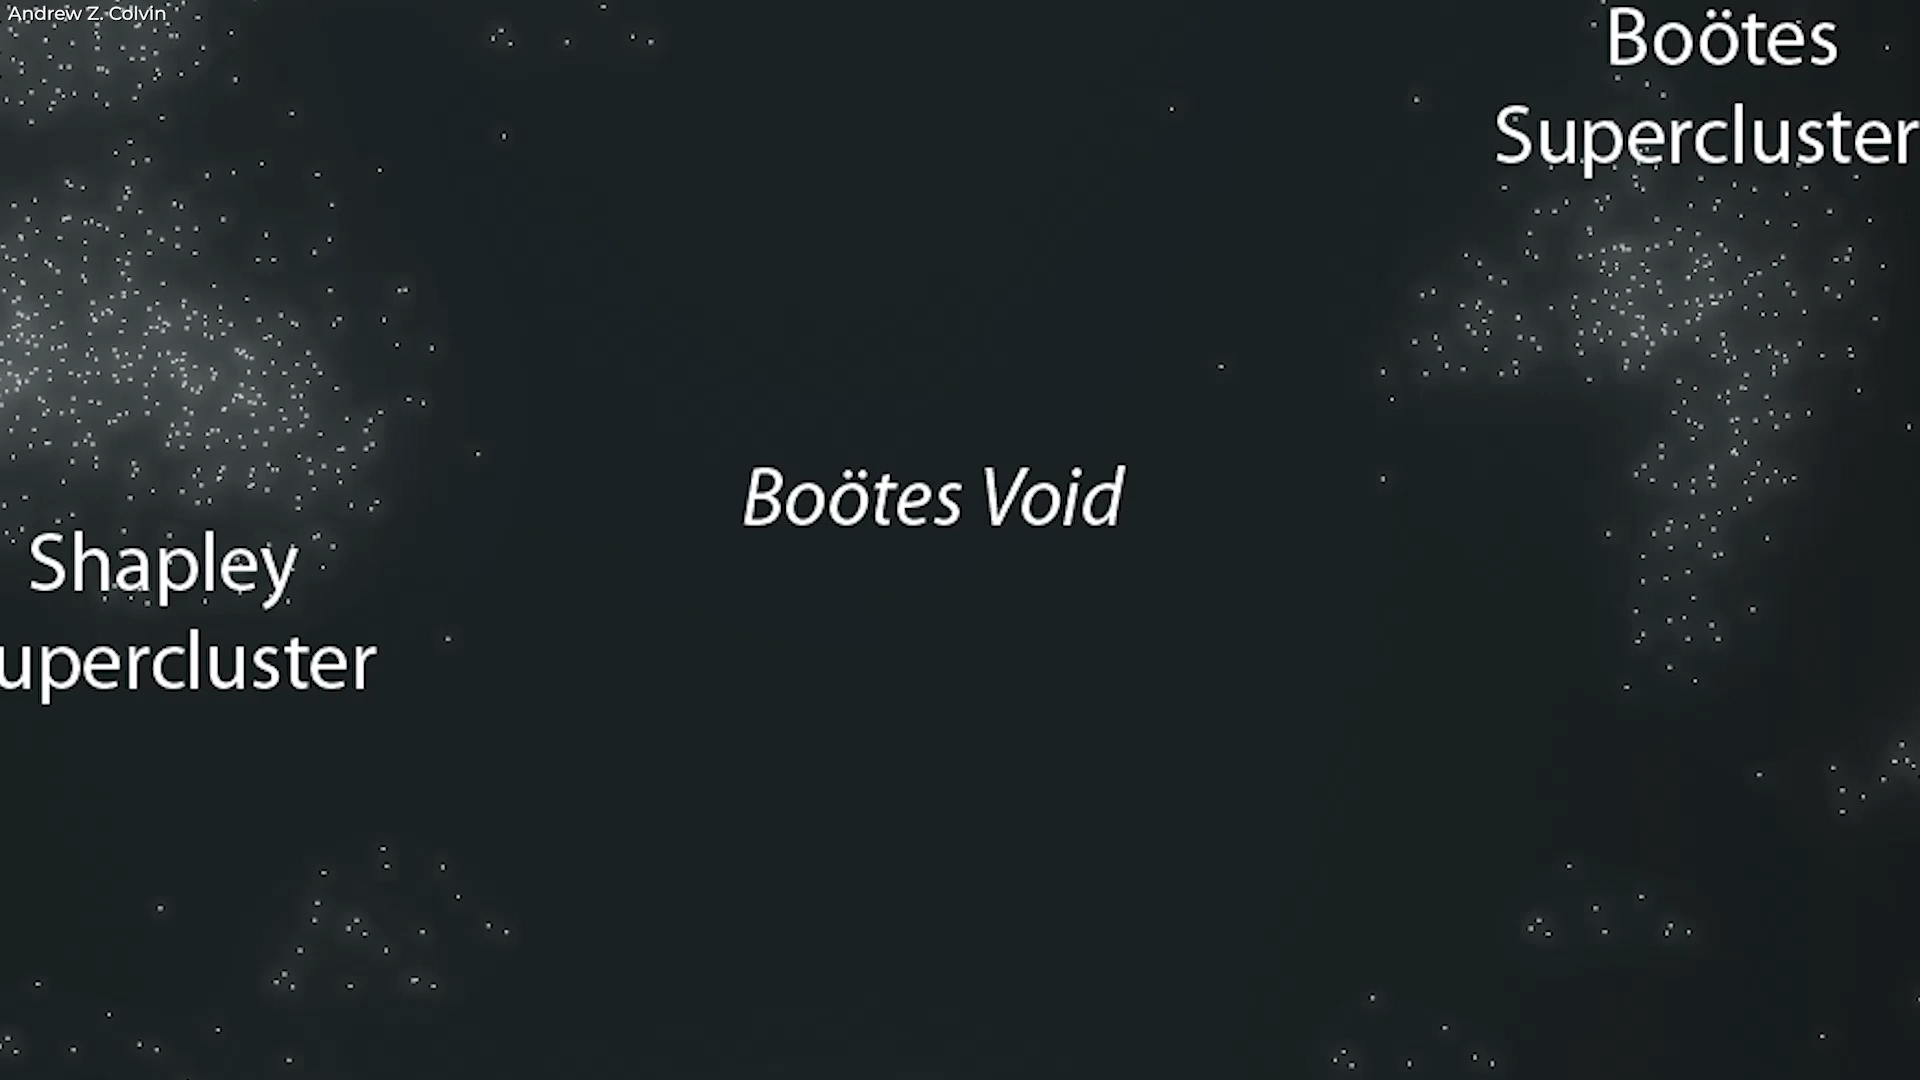 Andrew Z. Colvin
Boötes
Supercluster
Boötes Void
Shapley
upercluster